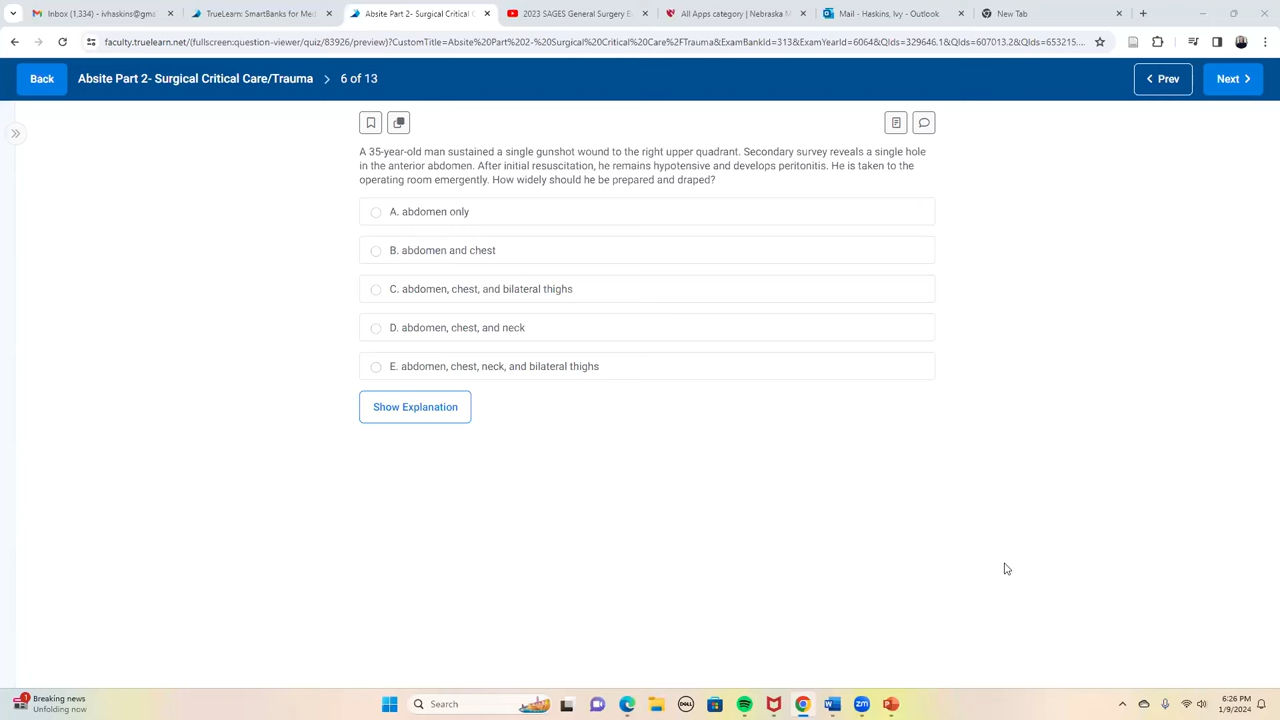 Inbox (1,334) - ivhaskins@gma
TrueLearn: SmartBanks for Med
Absite Part 2- Surgical Critical C
2023 SAGES General Surgery B
All Apps category | Nebraska M
Mail - Haskins, Ivy - Outlook
New Tab
faculty.truelearn.net/(fullscreen:question-viewer/quiz/83926/preview)?CustomTitle=Absite%20Part%202-%20Surgical%20Critical%20Care%2FTrauma&ExamBankId=313&ExamYearId=6064&QIds=329646.1&QIds=607013.2&QIds=653215...
Back
Absite Part 2- Surgical Critical Care/Trauma > 6 of 13
Prev
Next
A 35-year-old man sustained a single gunshot wound to the right upper quadrant. Secondary survey reveals a single hole
in the anterior abdomen. After initial resuscitation, he remains hypotensive and develops peritonitis. He is taken to the
operating room emergently. How widely should he be prepared and draped?
A. abdomen only
B. abdomen and chest
C. abdomen, chest, and bilateral thighs
D. abdomen, chest, and neck
E. abdomen, chest, neck, and bilateral thighs
Show Explanation
1
Breaking news
Unfolding now
Search
DELL
zm
6:26 PM
1/9/2024